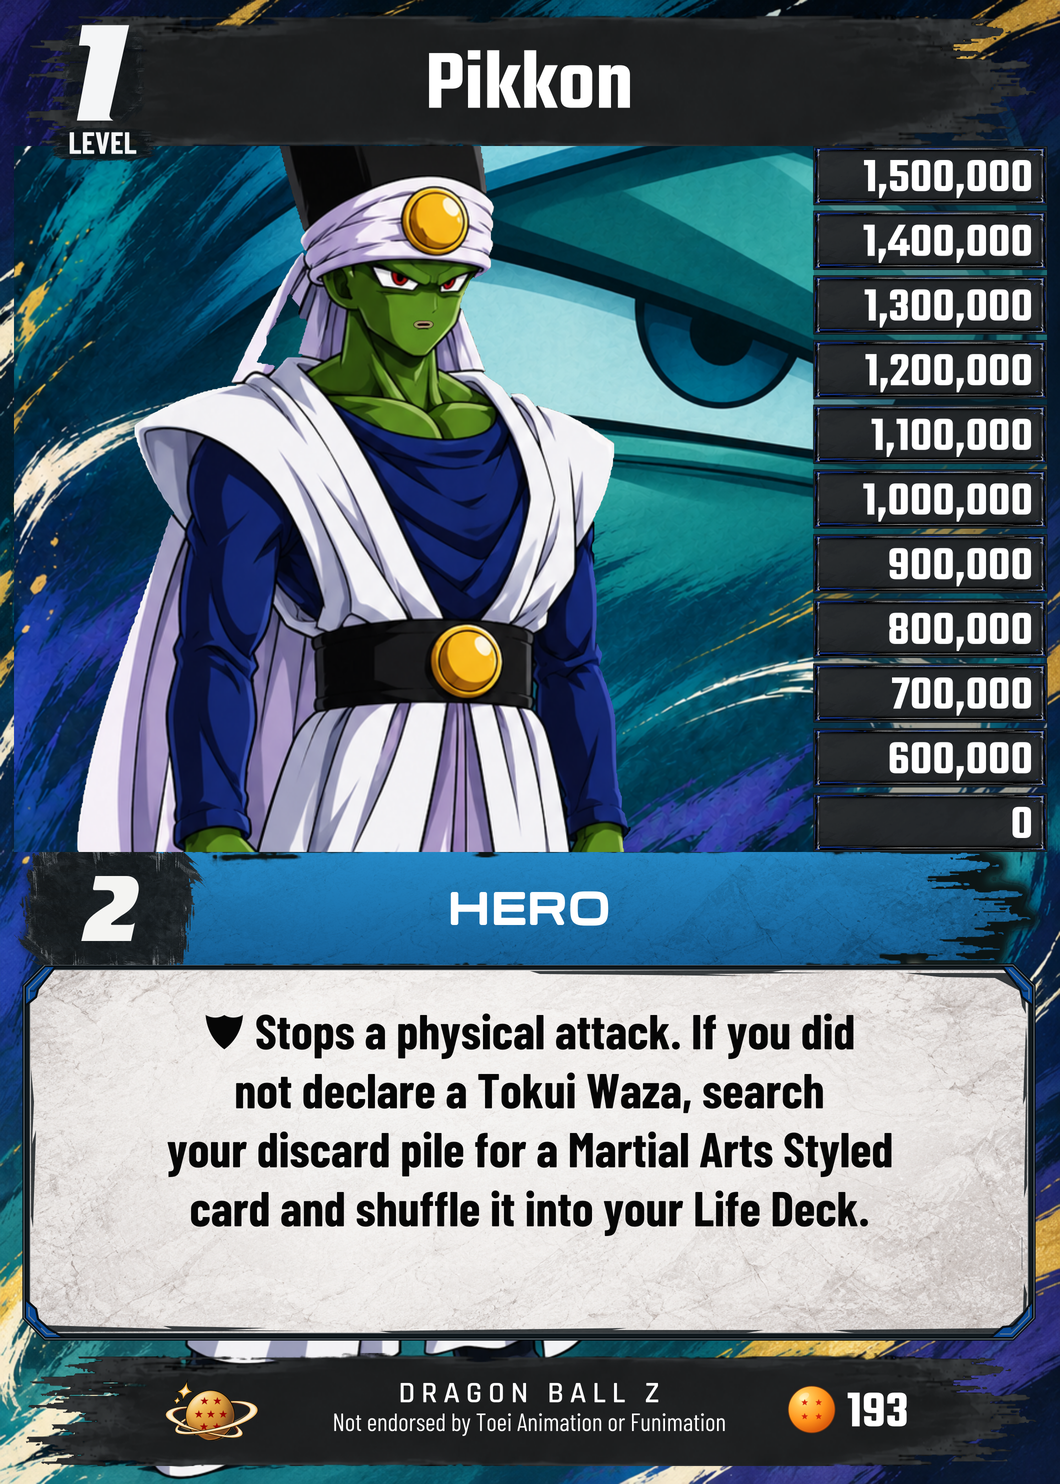 1
LEVEL
Pikkon
1,500,000
1,400,000
1,300,000
1,200,000
1,100,000
1,000,000
900,000
800,000
700,000
600,000
0
2
HERO
Stops a physical attack. If you did
not declare a Tokui Waza, search
your discard pile for a Martial Arts Styled
card and shuffle it into your Life Deck.
DRAGON BALL Z
Not endorsed by Toei Animation or Funimation
193